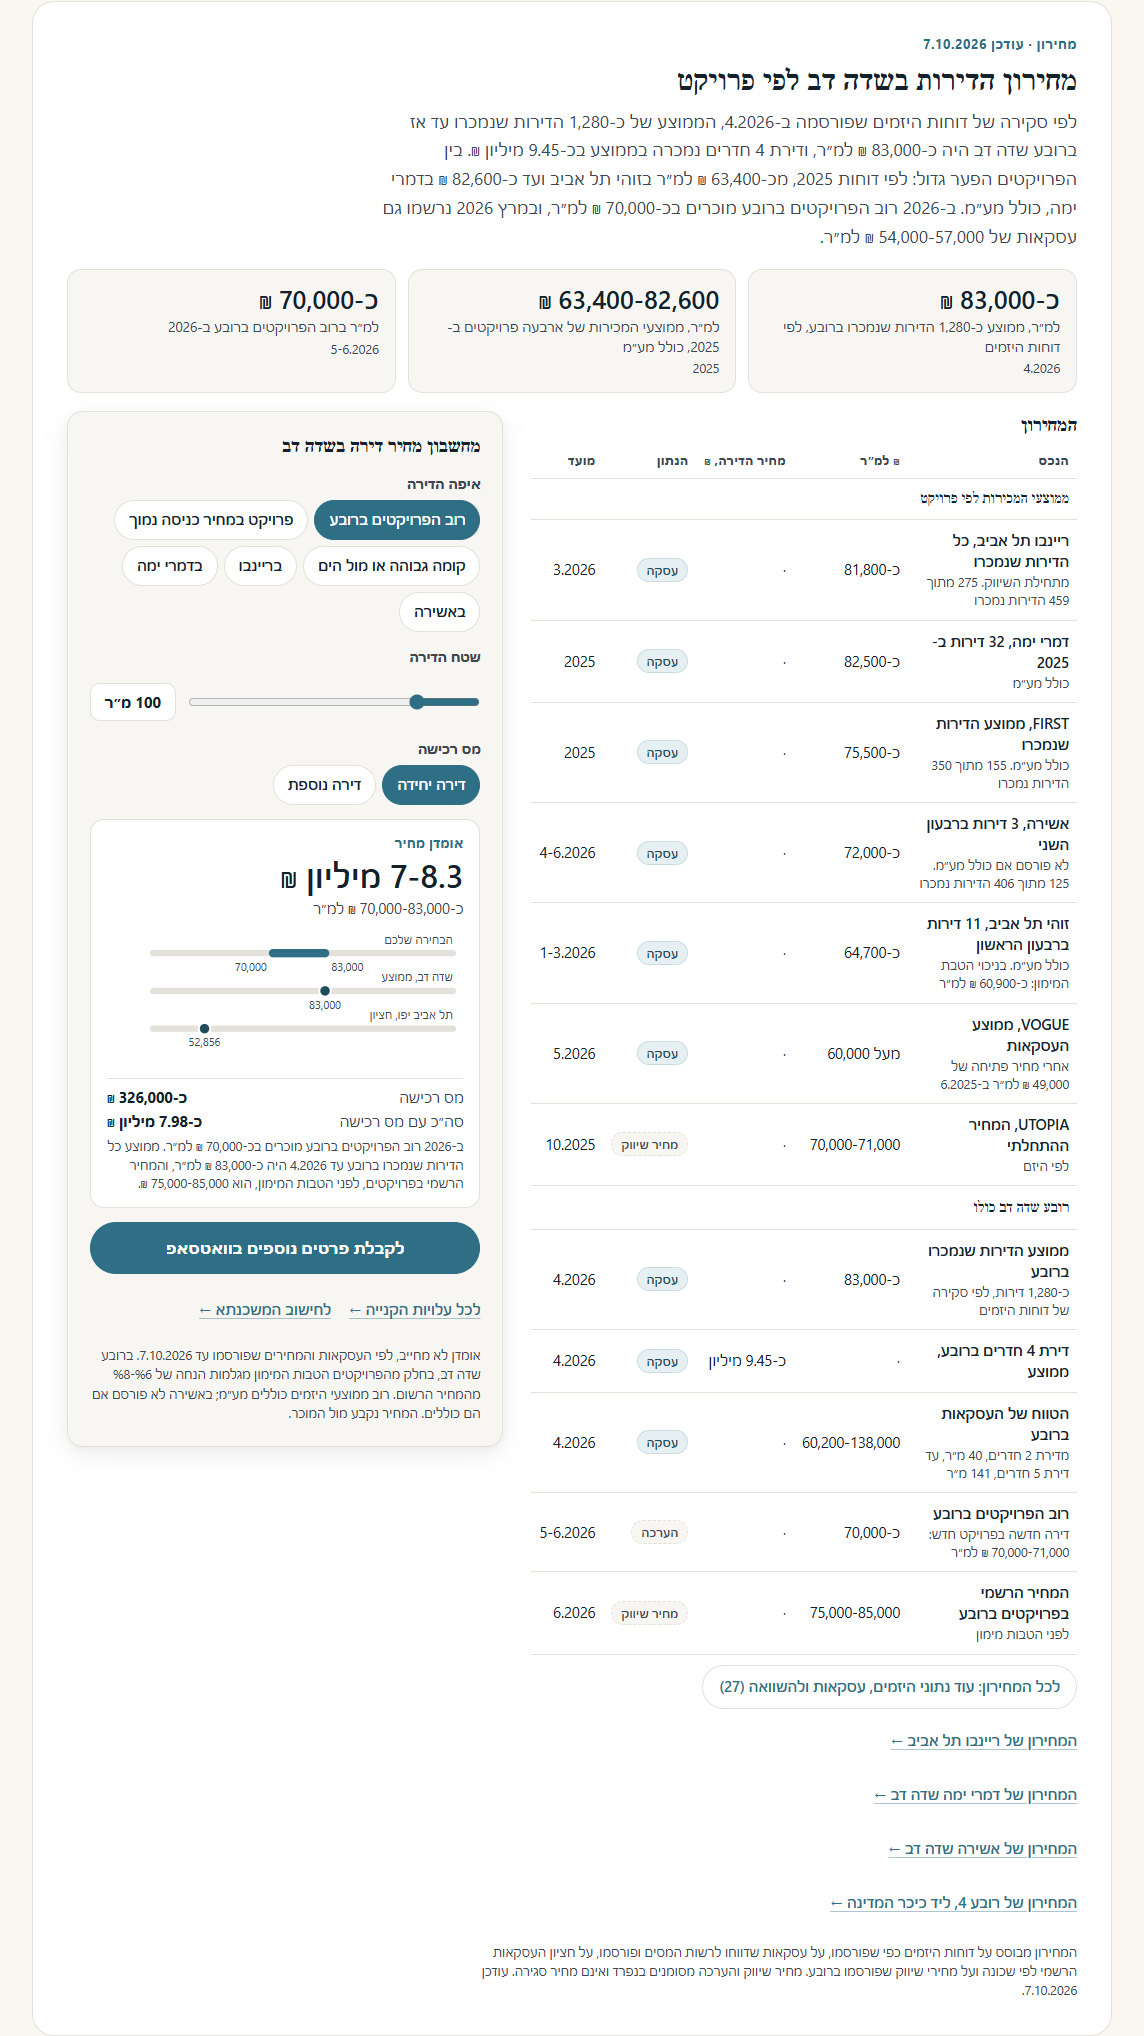 מחירון · עודכן 7.10.2026
מחירון הדירות בשדה דב לפי פרויקט
לפי סקירה של דוחות היזמים שפורסמה ב-4.2026, הממוצע של כ-1,280 הדירות שנמכרו עד אז
ברובע שדה דב היה כ-83,000 ₪ למ״ר, ודירת 4 חדרים נמכרה בממוצע בכ-9.45 מיליון ₪. בין
הפרויקטים הפער גדול: לפי דוחות 2025, מכ-63,400 ₪ למ״ר בזוהי תל אביב ועד כ-82,600 ₪ בדמרי
ימה, כולל מע״מ. ב-2026 רוב הפרויקטים ברובע מוכרים בכ-70,000 ₪ למ״ר, ובמרץ 2026 נרשמו גם
עסקאות של 54,000-57,000 ₪ למ״ר.
כ-83,000 ₪
למ״ר, ממוצע כ-1,280 הדירות שנמכרו ברובע, לפי
דוחות היזמים
4.2026
63,400-82,600 ₪
למ״ר, ממוצעי המכירות של ארבעה פרויקטים ב-
2025, כולל מע״מ
2025
כ-70,000 ₪
למ״ר ברוב הפרויקטים ברובע ב-2026
5-6.2026
המחירון
הנכס ₪ למ״ר מחיר הדירה, ₪ הנתון מועד
ממוצעי המכירות לפי פרויקט
ריינבו תל אביב, כל
הדירות שנמכרו
מתחילת השיווק. 275 מתוך
459 הדירות נמכרו
כ-81,800 · עסקה 3.2026
דמרי ימה, 32 דירות ב-
2025
כולל מע״מ
כ-82,500 · עסקה 2025
FIRST, ממוצע הדירות
שנמכרו
כולל מע״מ. 155 מתוך 350
הדירות נמכרו
כ-75,500 · עסקה 2025
אשירה, 3 דירות ברבעון
השני
לא פורסם אם כולל מע״מ.
125 מתוך 406 הדירות נמכרו
כ-72,000 · עסקה 4-6.2026
זוהי תל אביב, 11 דירות
ברבעון הראשון
כולל מע״מ. בניכוי הטבת
המימון: כ-60,900 ₪ למ״ר
כ-64,700 · עסקה 1-3.2026
VOGUE, ממוצע
העסקאות
אחרי מחיר פתיחה של
49,000 ₪ למ״ר ב-6.2025
מעל 60,000 · עסקה 5.2026
UTOPIA, המחיר
ההתחלתי
לפי היזם
70,000-71,000 · מחיר שיווק 10.2025
רובע שדה דב כולו
ממוצע הדירות שנמכרו
ברובע
כ-1,280 דירות, לפי סקירה
של דוחות היזמים
כ-83,000 · עסקה 4.2026
דירת 4 חדרים ברובע,
ממוצע
· כ-9.45 מיליון עסקה 4.2026
הטווח של העסקאות
ברובע
מדירת 2 חדרים, 40 מ״ר, עד
דירת 5 חדרים, 141 מ״ר
60,200-138,000 · עסקה 4.2026
רוב הפרויקטים ברובע
דירה חדשה בפרויקט חדש:
70,000-71,000 ₪ למ״ר
כ-70,000 · הערכה 5-6.2026
המחיר הרשמי
בפרויקטים ברובע
לפני הטבות מימון
75,000-85,000 · מחיר שיווק 6.2026
לכל המחירון: עוד נתוני היזמים, עסקאות ולהשוואה (27)
המחירון של ריינבו תל אביב ←
המחירון של דמרי ימה שדה דב ←
המחירון של אשירה שדה דב ←
המחירון של רובע 4, ליד כיכר המדינה ←
מחשבון מחיר דירה בשדה דב
איפה הדירה
רוב הפרויקטים ברובע פרויקט במחיר כניסה נמוך
קומה גבוהה או מול הים בריינבו בדמרי ימה
באשירה
שטח הדירה
100 מ״ר
מס רכישה
דירה יחידה דירה נוספת
אומדן מחיר
7-8.3 מיליון ₪
כ-70,000-83,000 ₪ למ״ר
הבחירה שלכם
70,000 83,000
שדה דב, ממוצע
83,000
תל אביב יפו, חציון
52,856
מס רכישה כ-326,000 ₪
סה״כ עם מס רכישה כ-7.98 מיליון ₪
ב-2026 רוב הפרויקטים ברובע מוכרים בכ-70,000 ₪ למ״ר. ממוצע כל
הדירות שנמכרו ברובע עד 4.2026 היה כ-83,000 ₪ למ״ר, והמחיר
הרשמי בפרויקטים, לפני הטבות המימון, הוא 75,000-85,000 ₪.
לקבלת פרטים נוספים בוואטסאפ
לכל עלויות הקנייה ← לחישוב המשכנתא ←
אומדן לא מחייב, לפי העסקאות והמחירים שפורסמו עד 7.10.2026. ברובע
שדה דב, בחלק מהפרויקטים הטבות המימון מגלמות הנחה של 6%-8%
מהמחיר הרשום. רוב ממוצעי היזמים כוללים מע״מ; באשירה לא פורסם אם
הם כוללים. המחיר נקבע מול המוכר.
המחירון מבוסס על דוחות היזמים כפי שפורסמו, על עסקאות שדווחו לרשות המסים ופורסמו, על חציון העסקאות
הרשמי לפי שכונה ועל מחירי שיווק שפורסמו ברובע. מחיר שיווק והערכה מסומנים בנפרד ואינם מחיר סגירה. עודכן
7.10.2026.